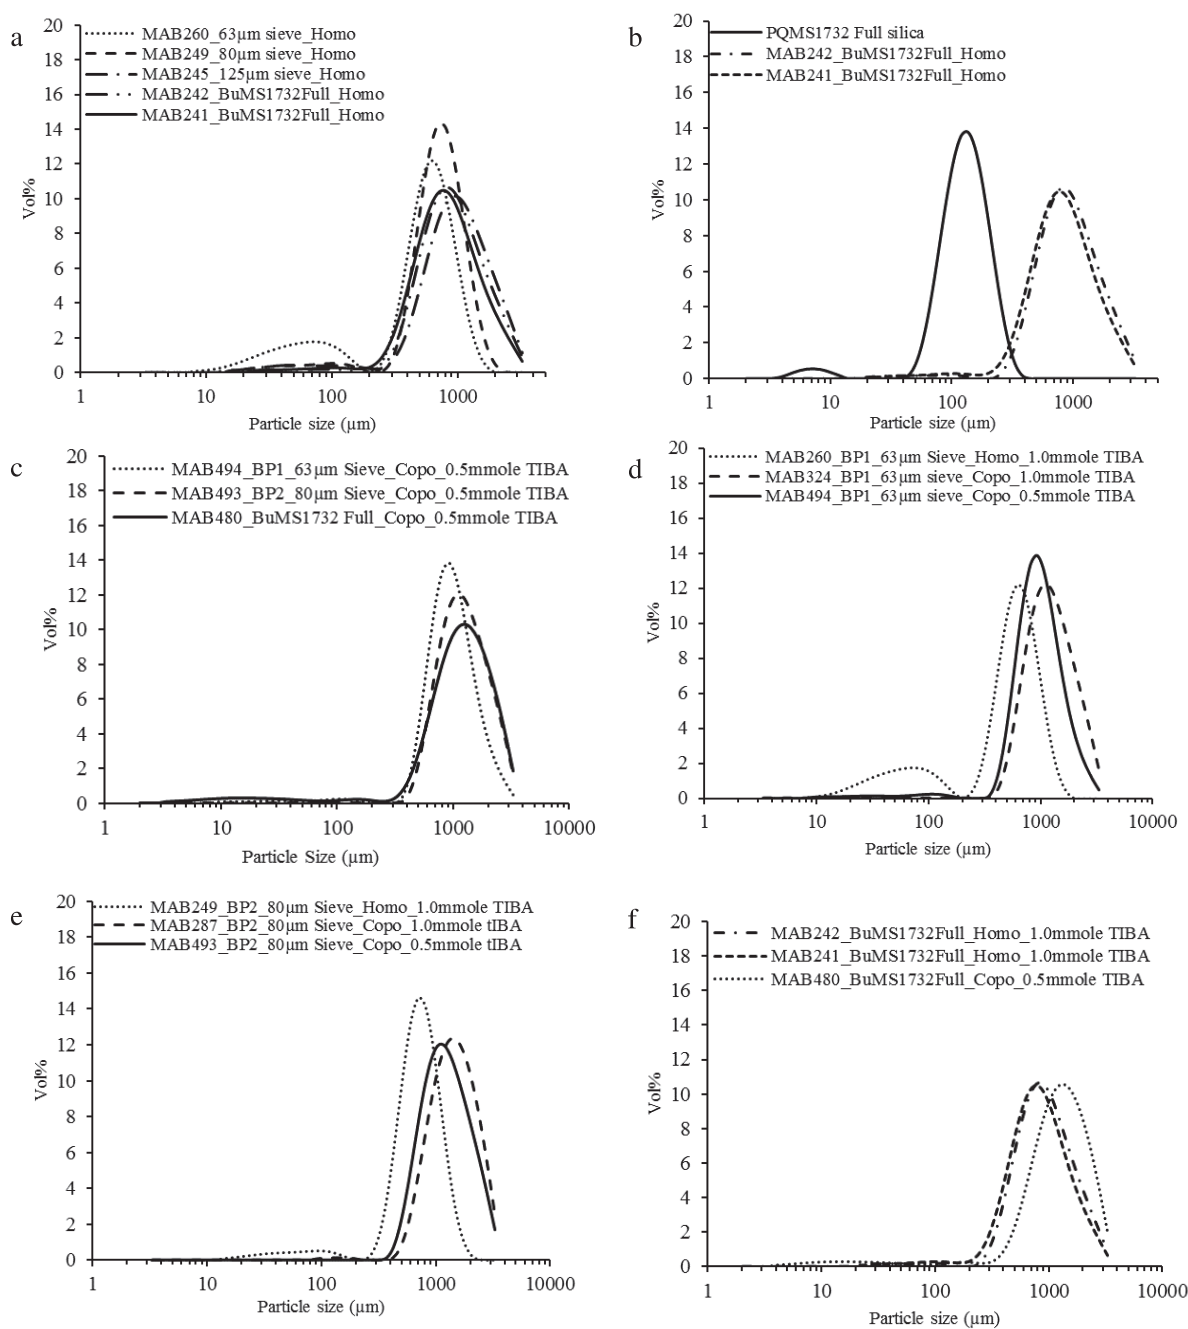 a
20
18
16
14
12
10
8
6
4
2
0
Vol%
MAB260_63µm sieve_Homo
MAB249_80µm sieve_Homo
MAB245_125µm sieve_Homo
MAB242_BuMS1732Full_Homo
MAB241_BuMS1732Full_Homo
1 10 100 1000
Particle size (µm)
b
20
18
16
14
12
10
8
6
4
2
0
Vol%
PQMS1732 Full silica
MAB242_BuMS1732Full_Homo
MAB241_BuMS1732Full_Homo
1 10 100 1000
Particle size (µm)
c
20
18
16
14
12
10
8
6
4
2
0
Vol%
MAB494_BP1_63µm Sieve_Copo_0.5mmole TIBA
MAB493_BP2_80µm Sieve_Copo_0.5mmole TIBA
MAB480_BuMS1732 Full_Copo_0.5mmole TIBA
1 10 100 1000 10000
Particle Size (µm)
d
20
18
16
14
12
10
8
6
4
2
0
Vol%
MAB260_BP1_63µm Sieve_Homo_1.0mmole TIBA
MAB324_BP1_63µm sieve_Copo_1.0mmole TIBA
MAB494_BP1_63µm sieve_Copo_0.5mmole TIBA
1 10 100 1000 10000
Particle size (µm)
e
20
18
16
14
12
10
8
6
4
2
0
Vol%
MAB249_BP2_80µm Sieve_Homo_1.0mmole TIBA
MAB287_BP2_80µm Sieve_Copo_1.0mmole tIBA
MAB493_BP2_80µm Sieve_Copo_0.5mmole tIBA
1 10 100 1000 10000
Particle size (µm)
f
20
18
16
14
12
10
8
6
4
2
0
Vol%
MAB242_BuMS1732Full_Homo_1.0mmole TIBA
MAB241_BuMS1732Full_Homo_1.0mmole TIBA
MAB480_BuMS1732Full_Copo_0.5mmole TIBA
1 10 100 1000 10000
Particle size (µm)